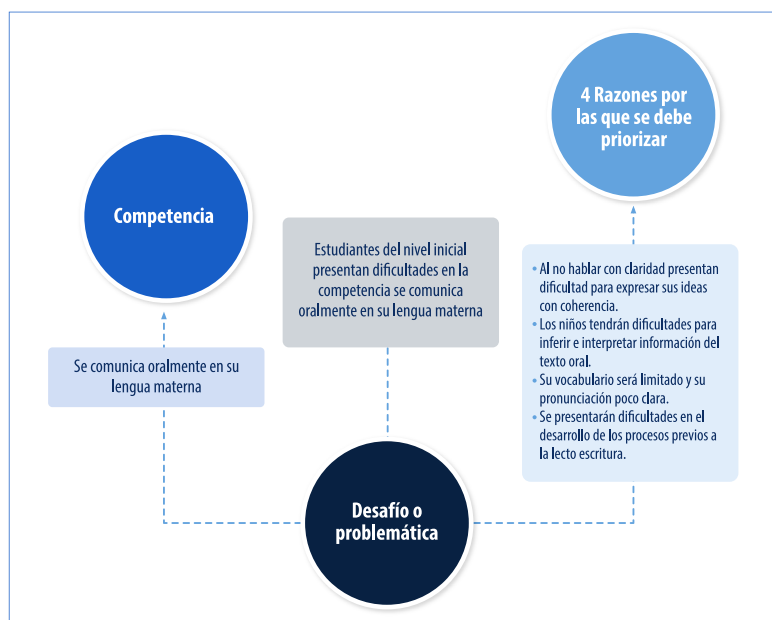 4 Razones por
las que se debe
priorizar
Competencia
Estudiantes del nivel inicial
presentan dificultades en la
competencia se comunica
oralmente en su lengua materna
• Al no hablar con claridad presentan
dificultad para expresar sus ideas
con coherencia.
• Los niños tendrán dificultades para
inferir e interpretar información del
texto oral.
• Su vocabulario será limitado y su
pronunciación poco clara.
• Se presentarán dificultades en el
desarrollo de los procesos previos a
la lecto escritura.
Se comunica oralmente en su
lengua materna
Desafío o
problemática